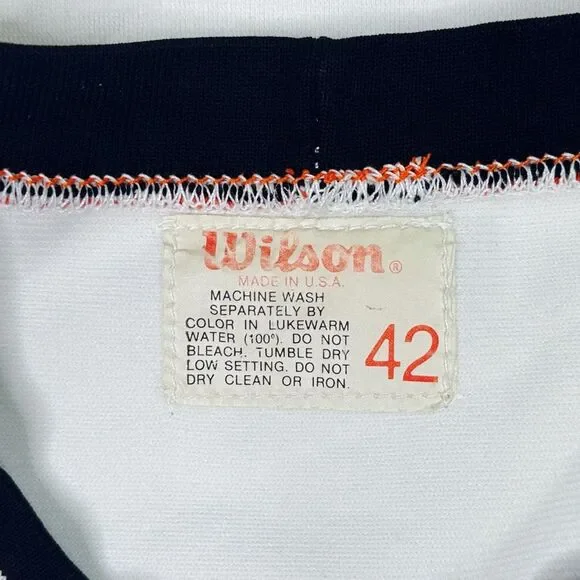 Wilson®
MADE IN U.S.A.
MACHINE WASH
SEPARATELY BY
COLOR IN LUKEWARM
WATER (100°). DO NOT
BLEACH. TUMBLE DRY
LOW SETTING. DO NOT
DRY CLEAN OR IRON.
42